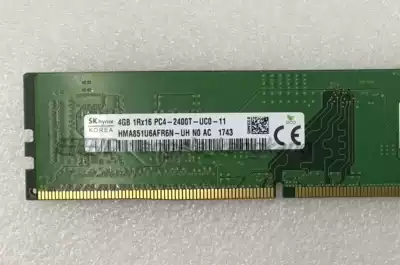 SK hynix
KOREA
4GB 1Rx16 PC4-2400T-UC0-11
HMA851U6AFR6N-UH N0 AC 1743